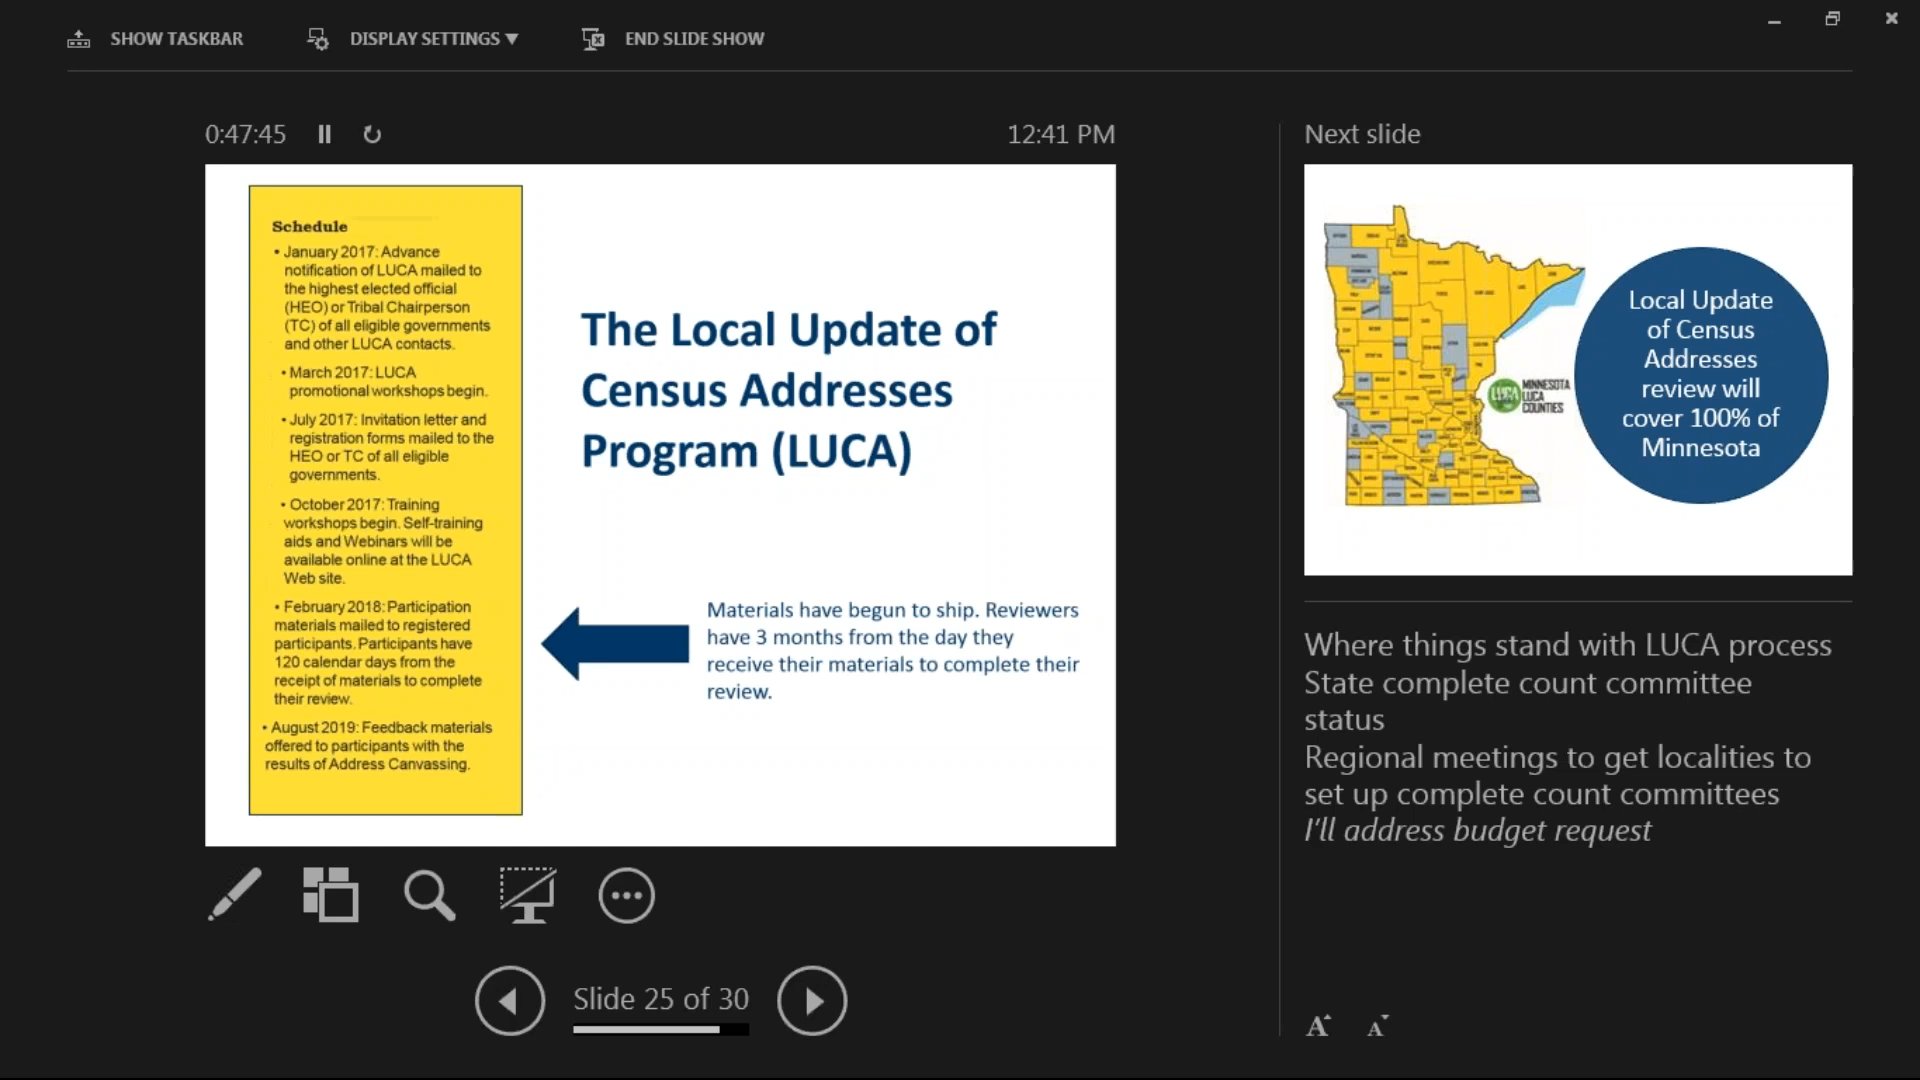 SHOW TASKBAR
DISPLAY SETTINGS ▼
END SLIDE SHOW
0:47:45
12:41 PM
Schedule
• January 2017: Advance
notification of LUCA mailed to
the highest elected official
(HEO) or Tribal Chairperson
(TC) of all eligible governments
and other LUCA contacts.
• March 2017: LUCA
promotional workshops begin.
• July 2017: Invitation letter and
registration forms mailed to the
HEO or TC of all eligible
governments.
• October 2017: Training
workshops begin. Self-training
aids and Webinars will be
available online at the LUCA
Web site.
• February 2018: Participation
materials mailed to registered
participants. Participants have
120 calendar days from the
receipt of materials to complete
their review.
• August 2019: Feedback materials
offered to participants with the
results of Address Canvassing.
The Local Update of
Census Addresses
Program (LUCA)
Materials have begun to ship. Reviewers
have 3 months from the day they
receive their materials to complete their
review.
Slide 25 of 30
Next slide
LUCA
MINNESOTA
LUCA
COUNTIES
Local Update
of Census
Addresses
review will
cover 100% of
Minnesota
Where things stand with LUCA process
State complete count committee
status
Regional meetings to get localities to
set up complete count committees
I'll address budget request
A A